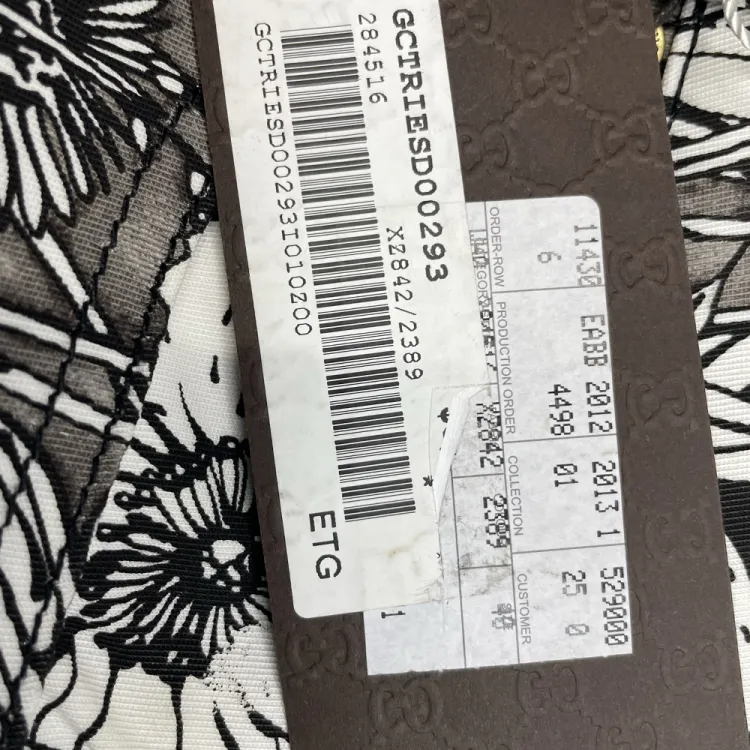 GCTRIESD00293
284516
XZ842/2389
GCTRIESD00293I010Z00
ETG
11430 EABB 2012 2013 1 529000
6 4498 01 25 0
ORDER-ROW PRODUCTION ORDER COLLECTION CUSTOMER
XZ842 2389
1